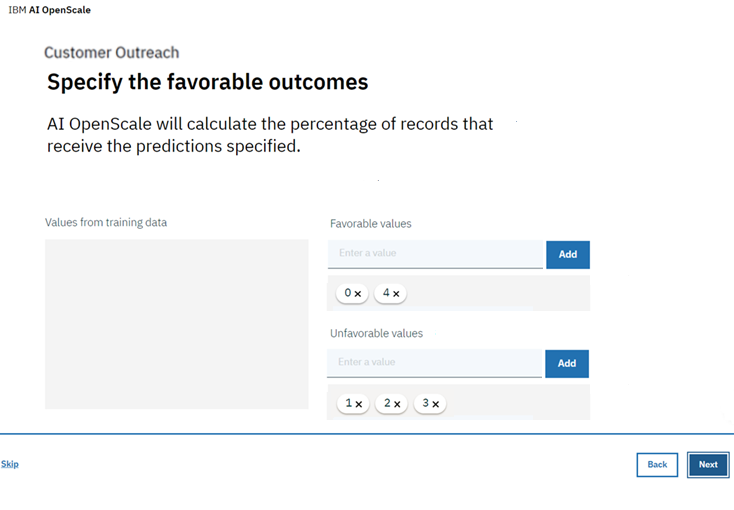 IBM AI OpenScale
Customer Outreach
Specify the favorable outcomes
AI OpenScale will calculate the percentage of records that
receive the predictions specified.
Values from training data
Favorable values
Enter a value
Add
0 ×
4 ×
Unfavorable values
Enter a value
Add
1 ×
2 ×
3 ×
Skip
Back
Next